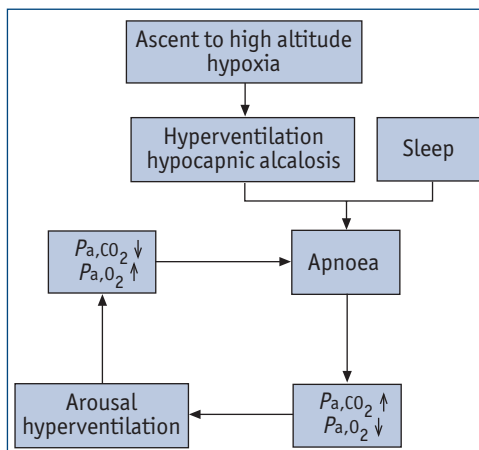 Ascent to high altitude
hypoxia
Hyperventilation
hypocapnic alcalosis
Sleep
Pa,CO2 ↓
Pa,O2 ↑
Apnoea
Arousal
hyperventilation
Pa,CO2 ↑
Pa,O2 ↓